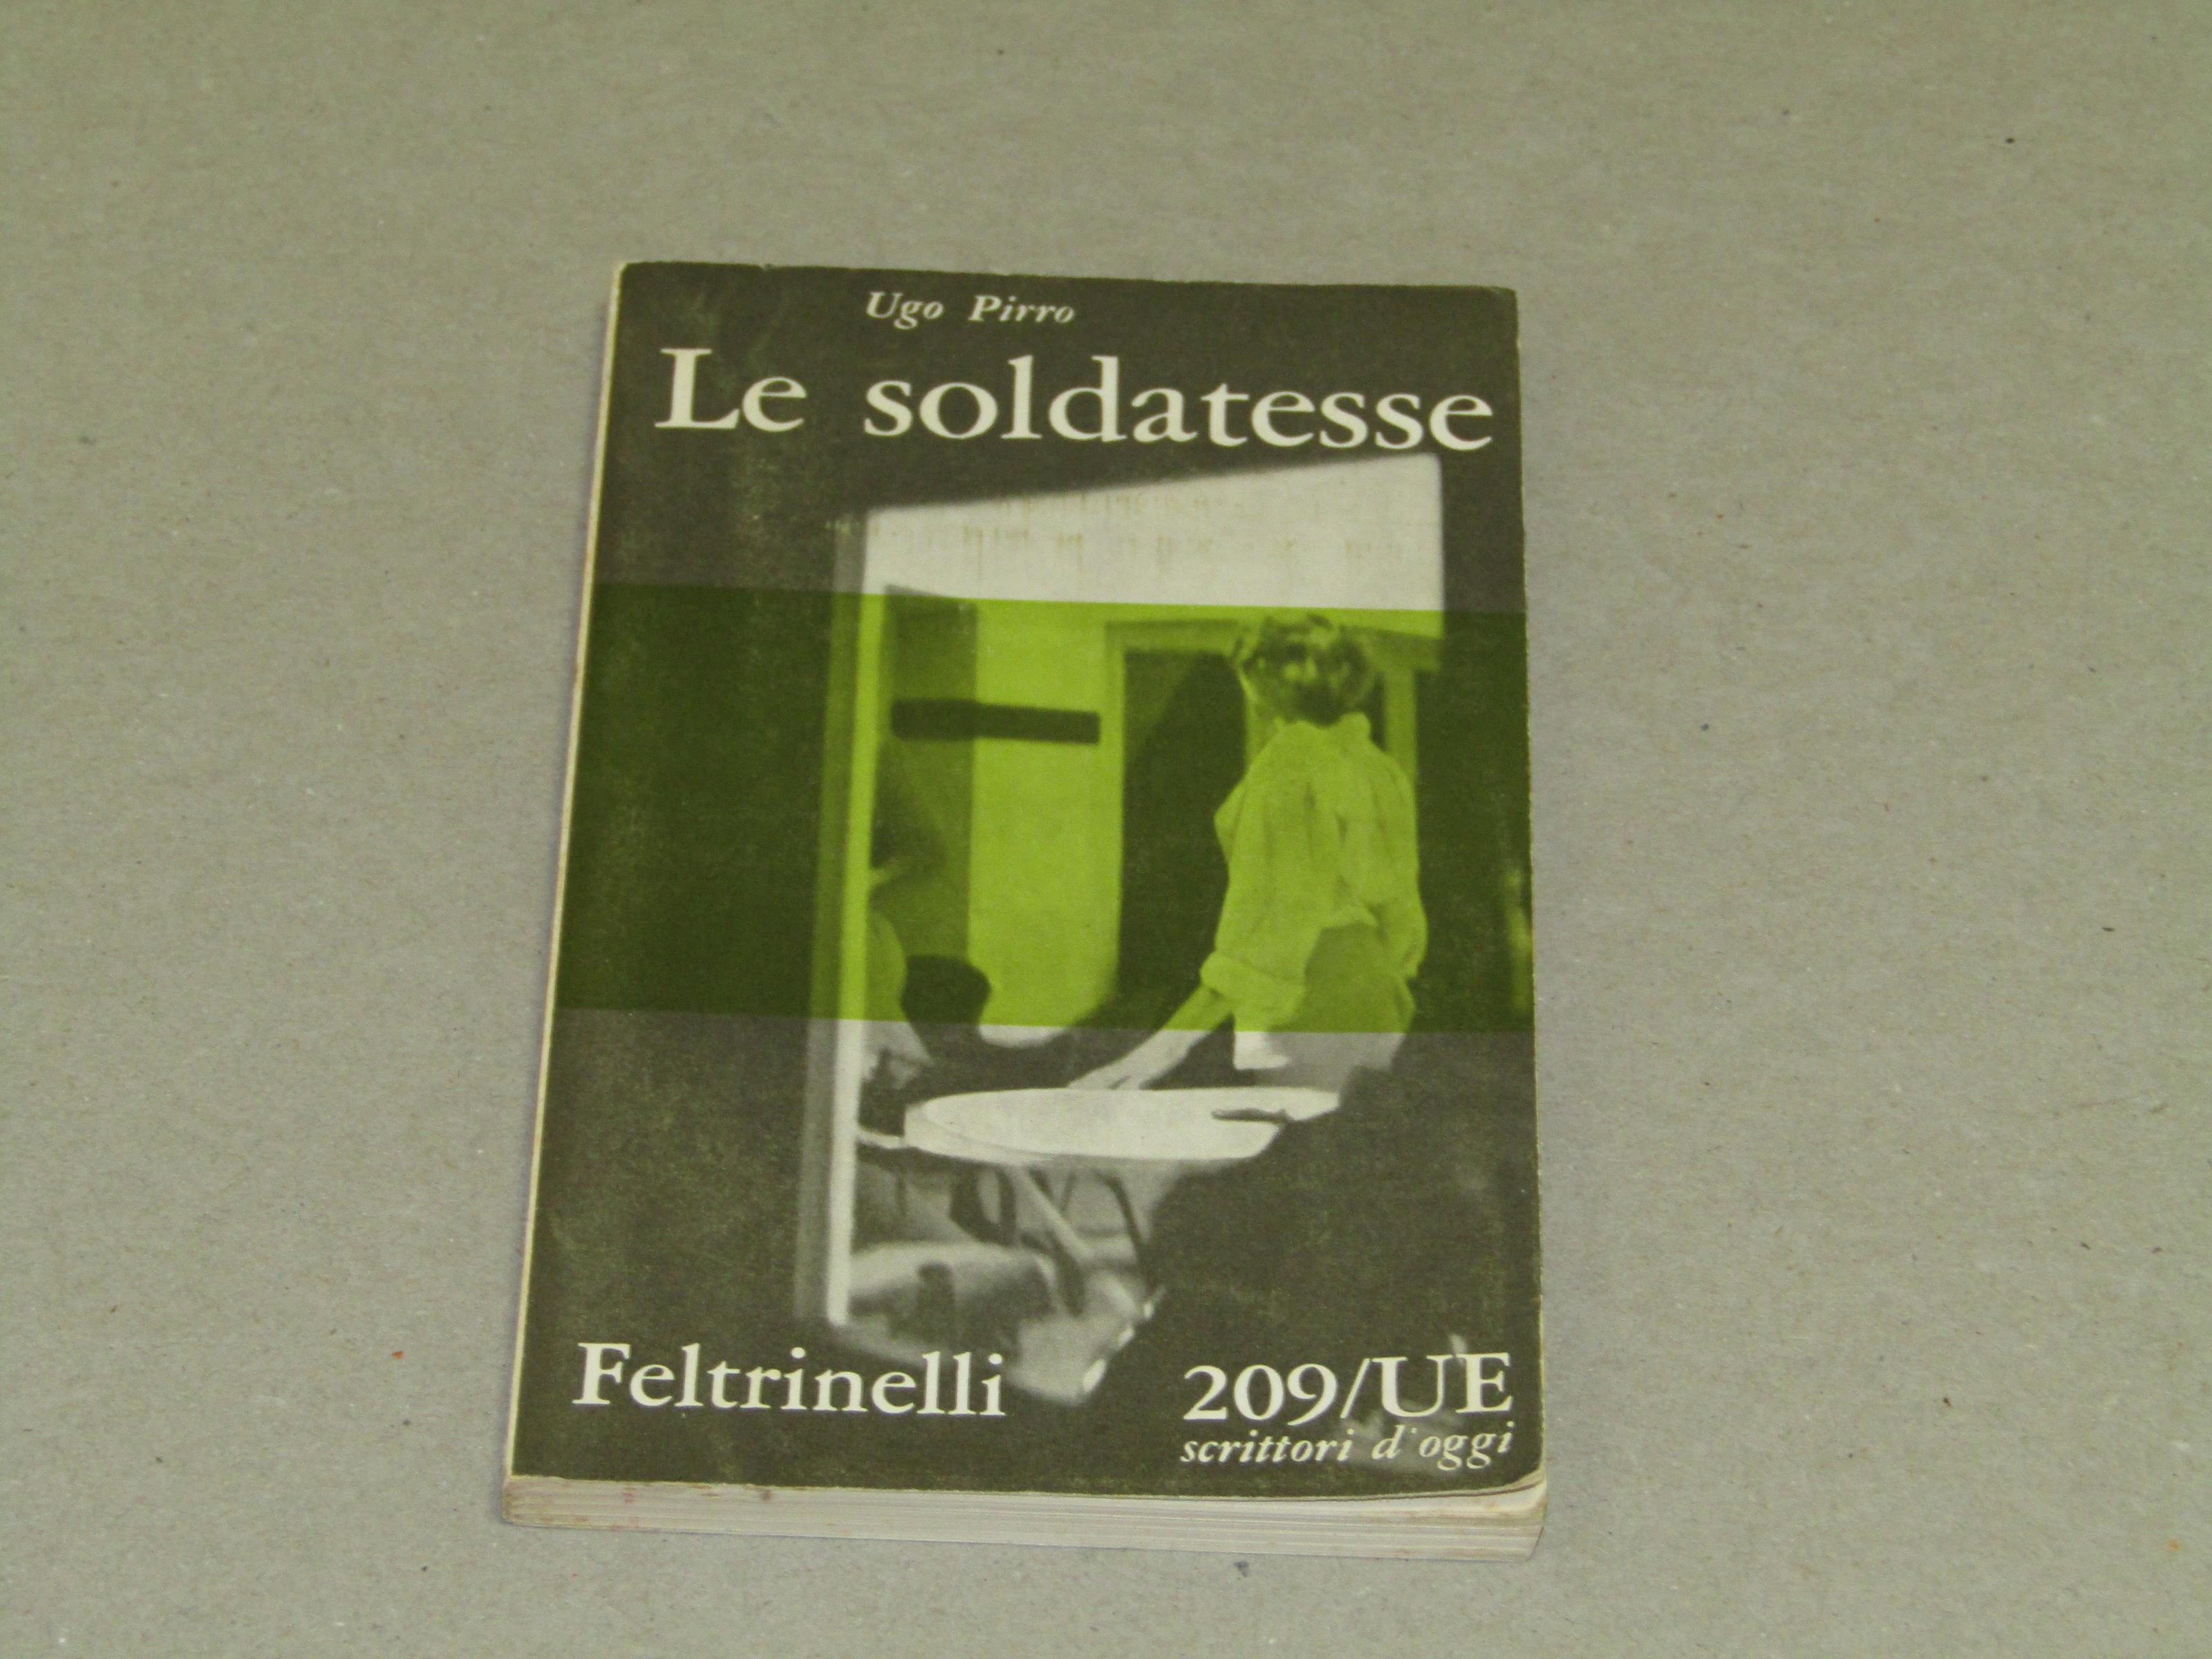 Ugo Pirro
Le soldatesse
Feltrinelli
209/UE
scrittori d'oggi